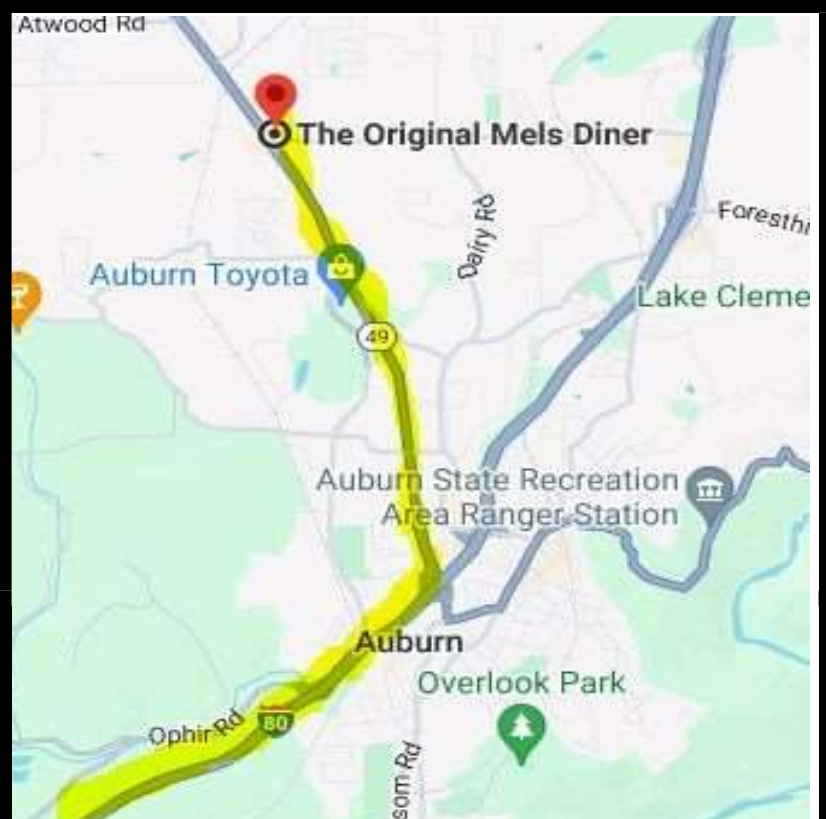 Atwood Rd
The Original Mels Diner
Dairy Rd
Foresthi
Auburn Toyota
Lake Cleme
49
Auburn State Recreation
Area Ranger Station
Auburn
Overlook Park
Ophir Rd
80
som Rd